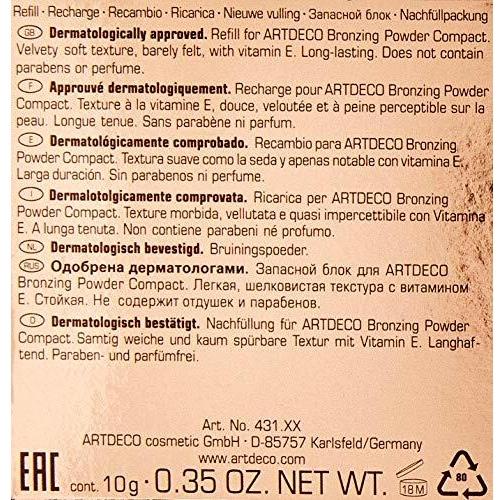 Refill · Recharge · Recambio · Ricarica · Nieuwe vulling · Запасной блок · Nachfüllpackung
GB Dermatologically approved. Refill for ARTDECO Bronzing
Powder Compact. Velvety soft texture, barely felt, with vitamin E. Long-lasting. Does not contain
parabens or perfume.
F Approuvé dermatologiquement. Recharge pour ARTDECO Bronzing Powder
Compact. Texture à la vitamine E, douce, veloutée et à peine perceptible sur la
peau. Longue tenue. Sans parabène ni parfum.
E Dermatológicamente comprobado. Recambio para ARTDECO Bronzing
Powder Compact. Textura suave como la seda y apenas notable con vitamina E.
Larga duración. Sin parabenos ni perfume.
I Dermalotolgicamente comprovata. Ricarica per ARTDECO Bronzing
Powder Compact. Texture morbida, vellutata e quasi impercettibile con Vitamina
E. A lunga tenuta. Non contiene parabeni né profumo.
NL Dermatologisch bevestigd. Bruiningspoeder.
RUS Одобрена дерматологами. Запасной блок для ARTDECO
Bronzing Powder Compact. Легкая, шелковистая текстура с витамином
Е. Стойкая. Не содержит отдушек и парабенов.
D Dermatologisch bestätigt. Nachfüllung für ARTDECO Bronzing Powder
Compact. Samtig weiche und kaum spürbare Textur mit Vitamin E. Langhaf-
tend. Paraben- und parfümfrei.
Art. No. 431.XX
ARTDECO cosmetic GmbH · D-85757 Karlsfeld/Germany
www.artdeco.com
EAC cont. 10g · 0.35 OZ. NET WT. 18 M 80